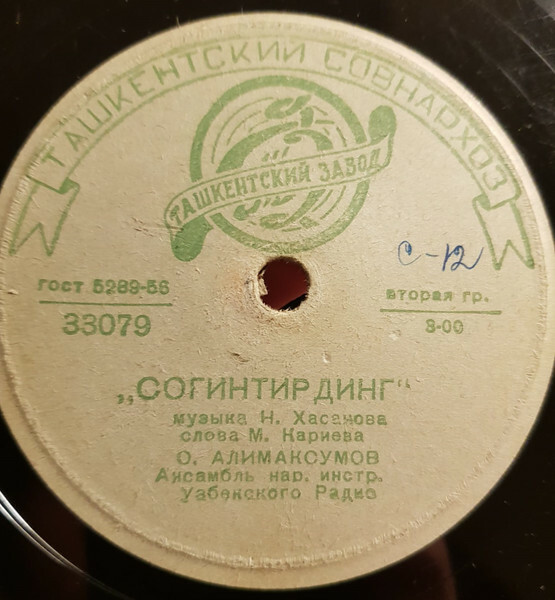 ТАШКЕНТСКИЙ СОВНАРХОЗ
ТАШКЕНТСКИЙ ЗАВОД
С-12
гост 5289-56
33079
вторая гр.
3-00
„СОГИНТИРДИНГ“
музыка Н. Хасанова
слова М. Кариева
О. АЛИМАКСУМОВ
Ансамбль нар. инстр.
Узбекского Радио